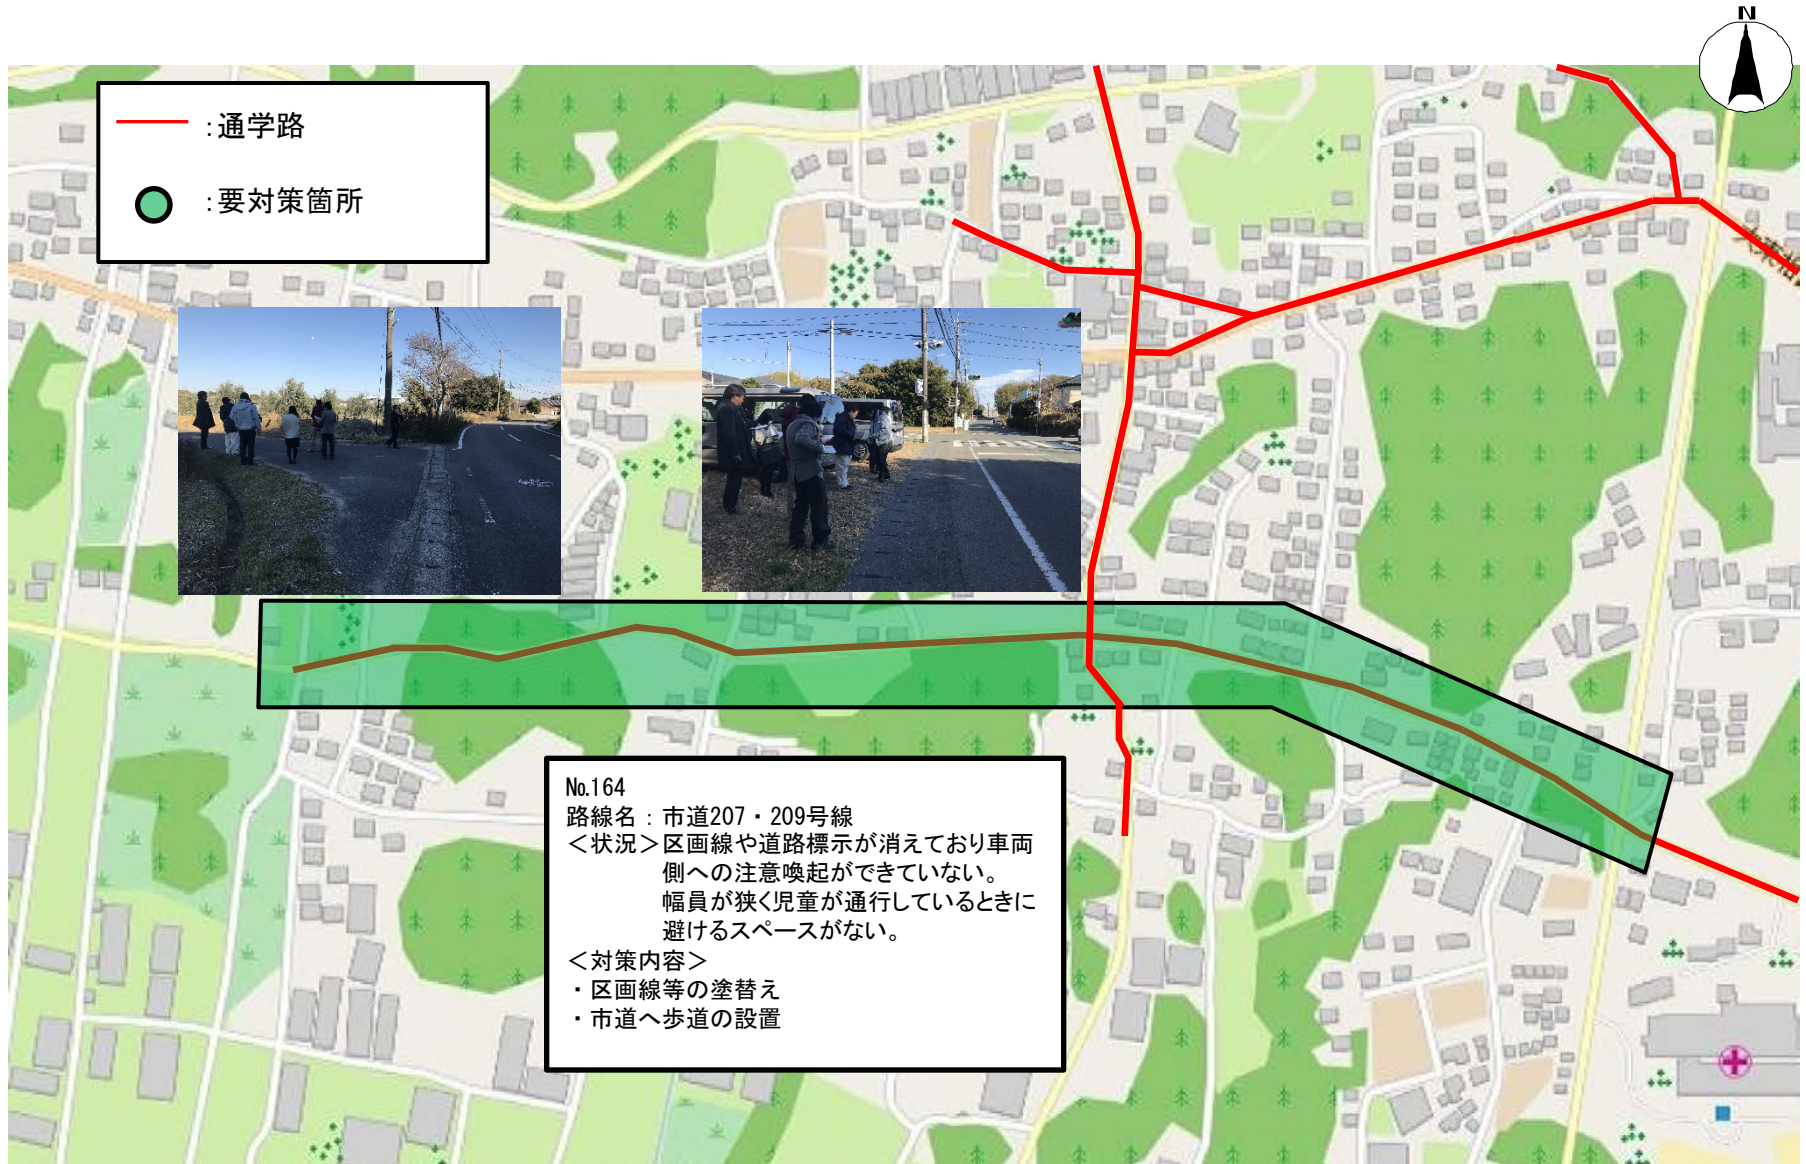 N
：通学路
：要対策箇所
No.164
路線名：市道207・209号線
＜状況＞区画線や道路標示が消えており車両
側への注意喚起ができていない。
幅員が狭く児童が通行しているときに
避けるスペースがない。
＜対策内容＞
・区画線等の塗替え
・市道へ歩道の設置